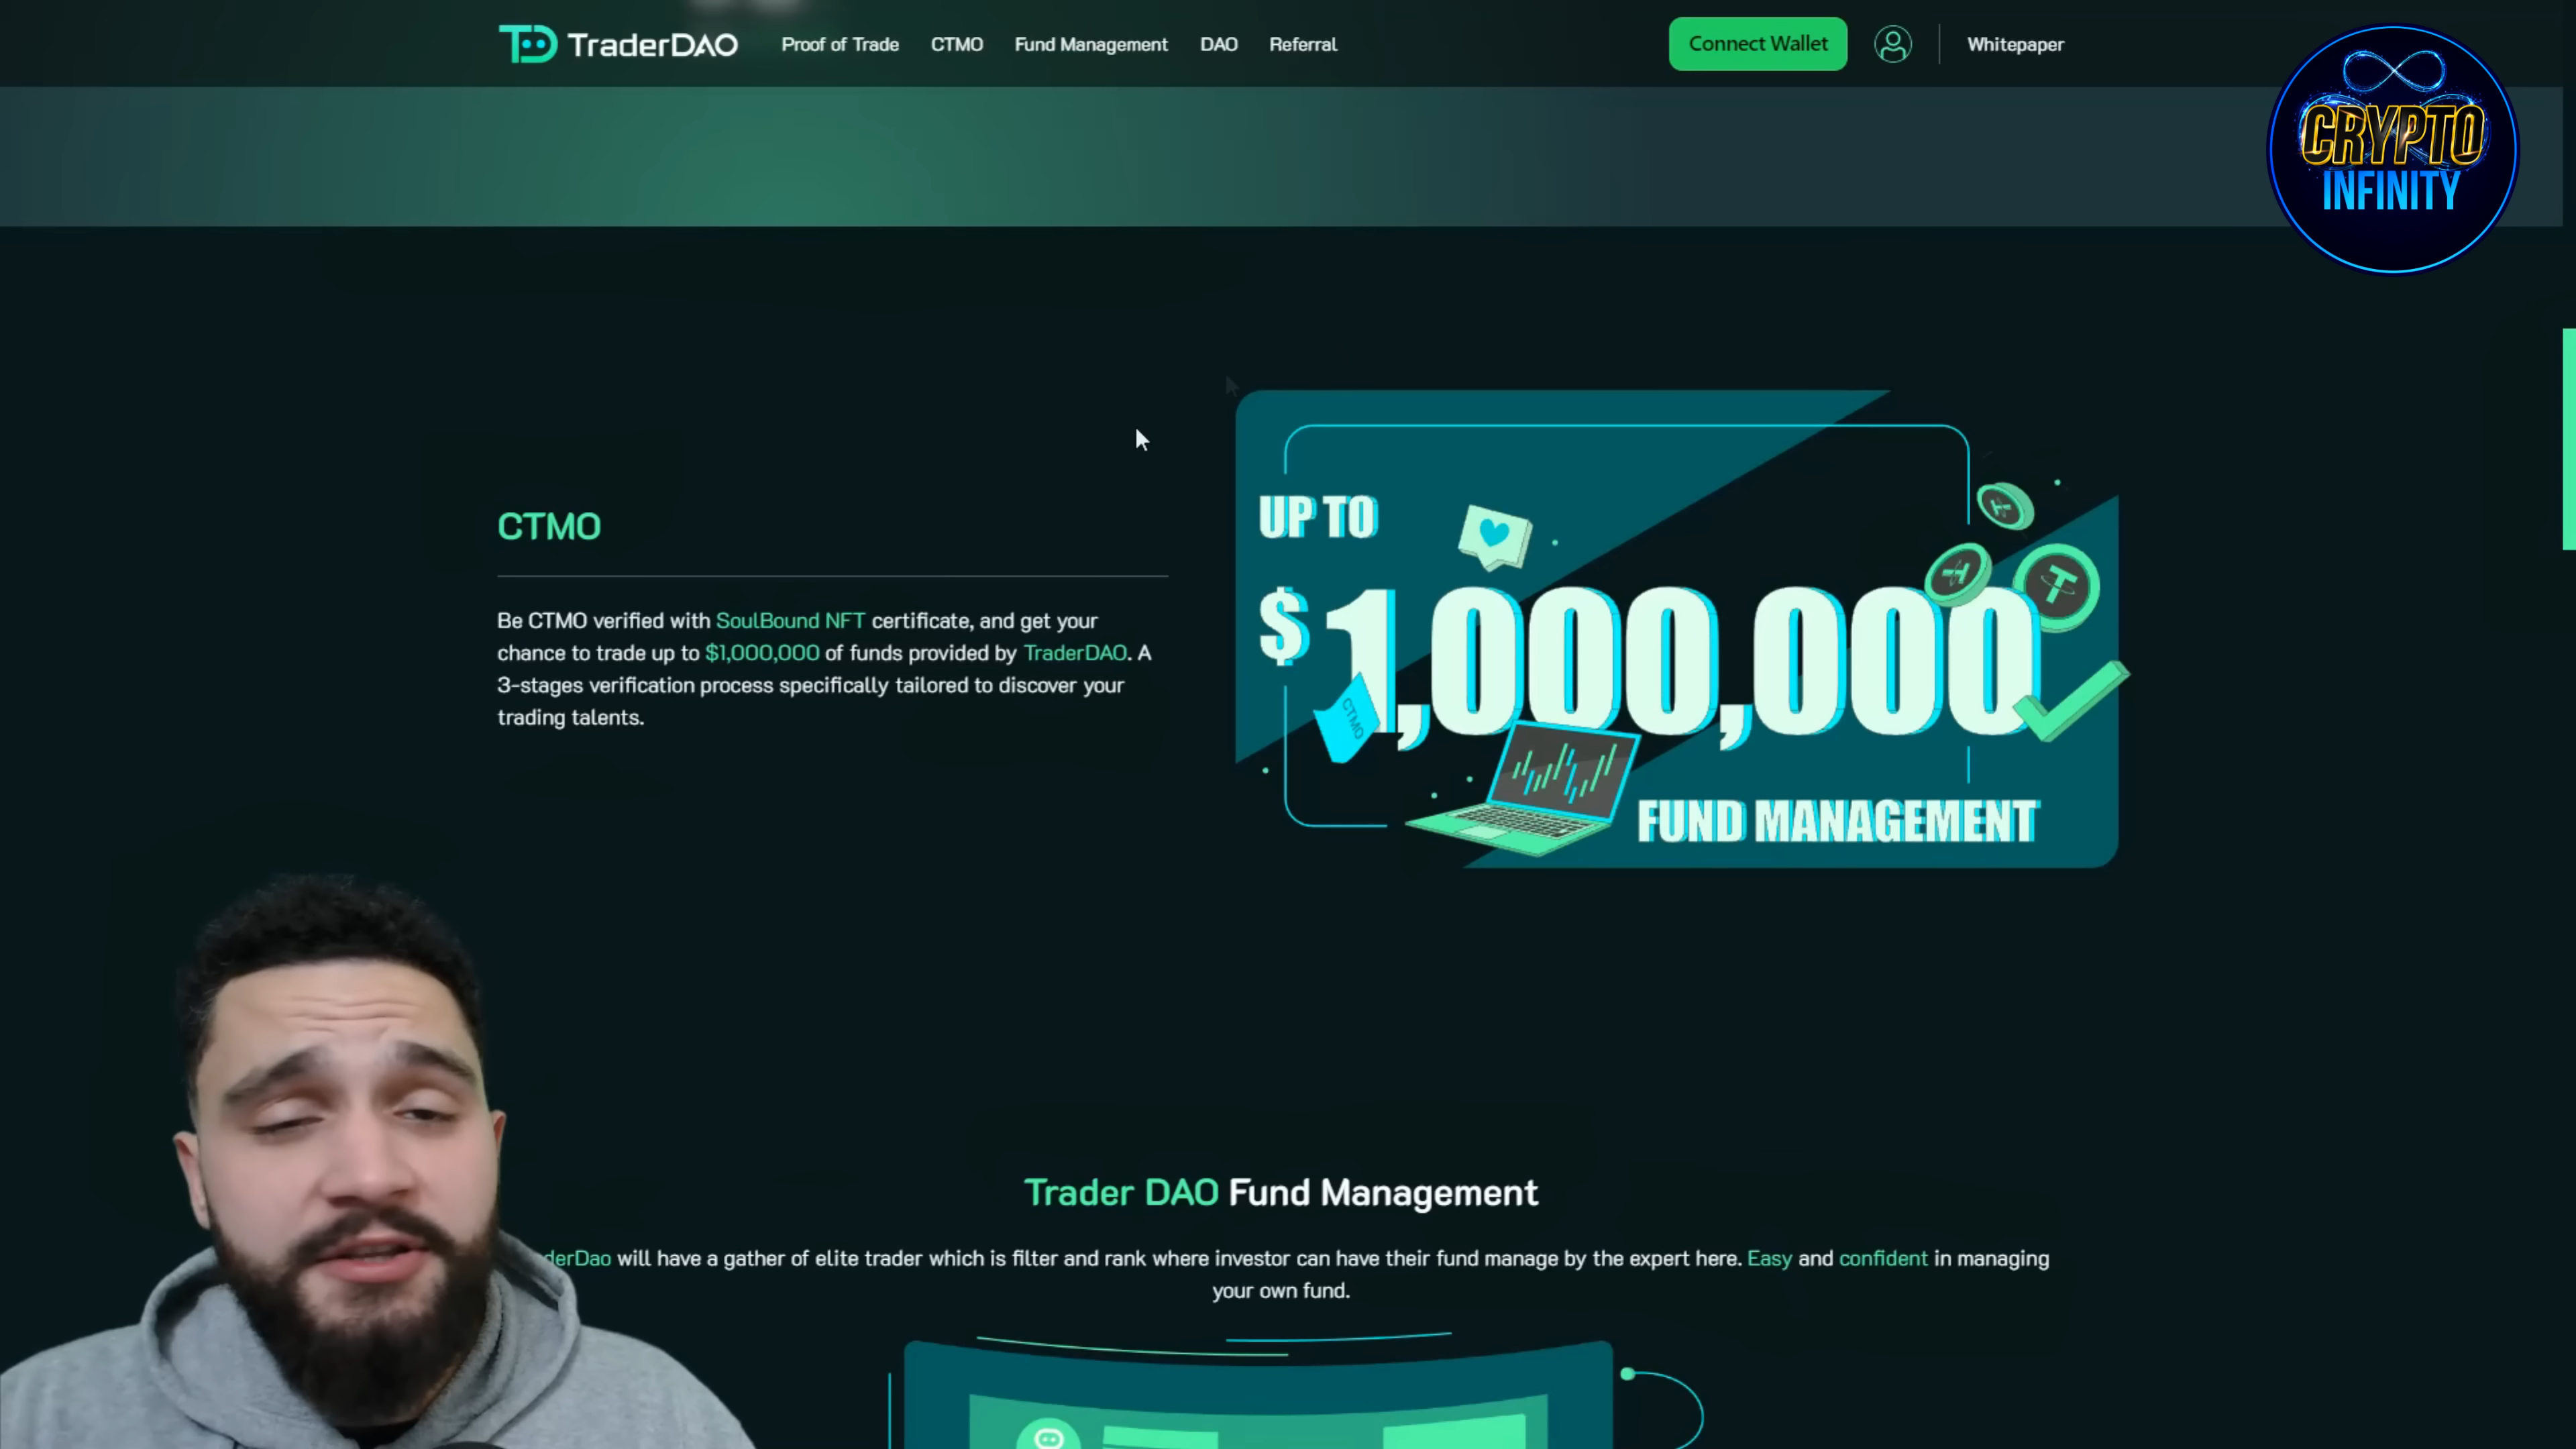 TraderDAO Proof of Trade CTMO Fund Management DAO Referral Connect Wallet Whitepaper
CRYPTO
INFINITY
CTMO
Be CTMO verified with SoulBound NFT certificate, and get your
chance to trade up to $1,000,000 of funds provided by TraderDAO. A
3-stages verification process specifically tailored to discover your
trading talents.
UP TO
$1,000,000
CTMO
FUND MANAGEMENT
Trader DAO Fund Management
derDao will have a gather of elite trader which is filter and rank where investor can have their fund manage by the expert here. Easy and confident in managing
your own fund.